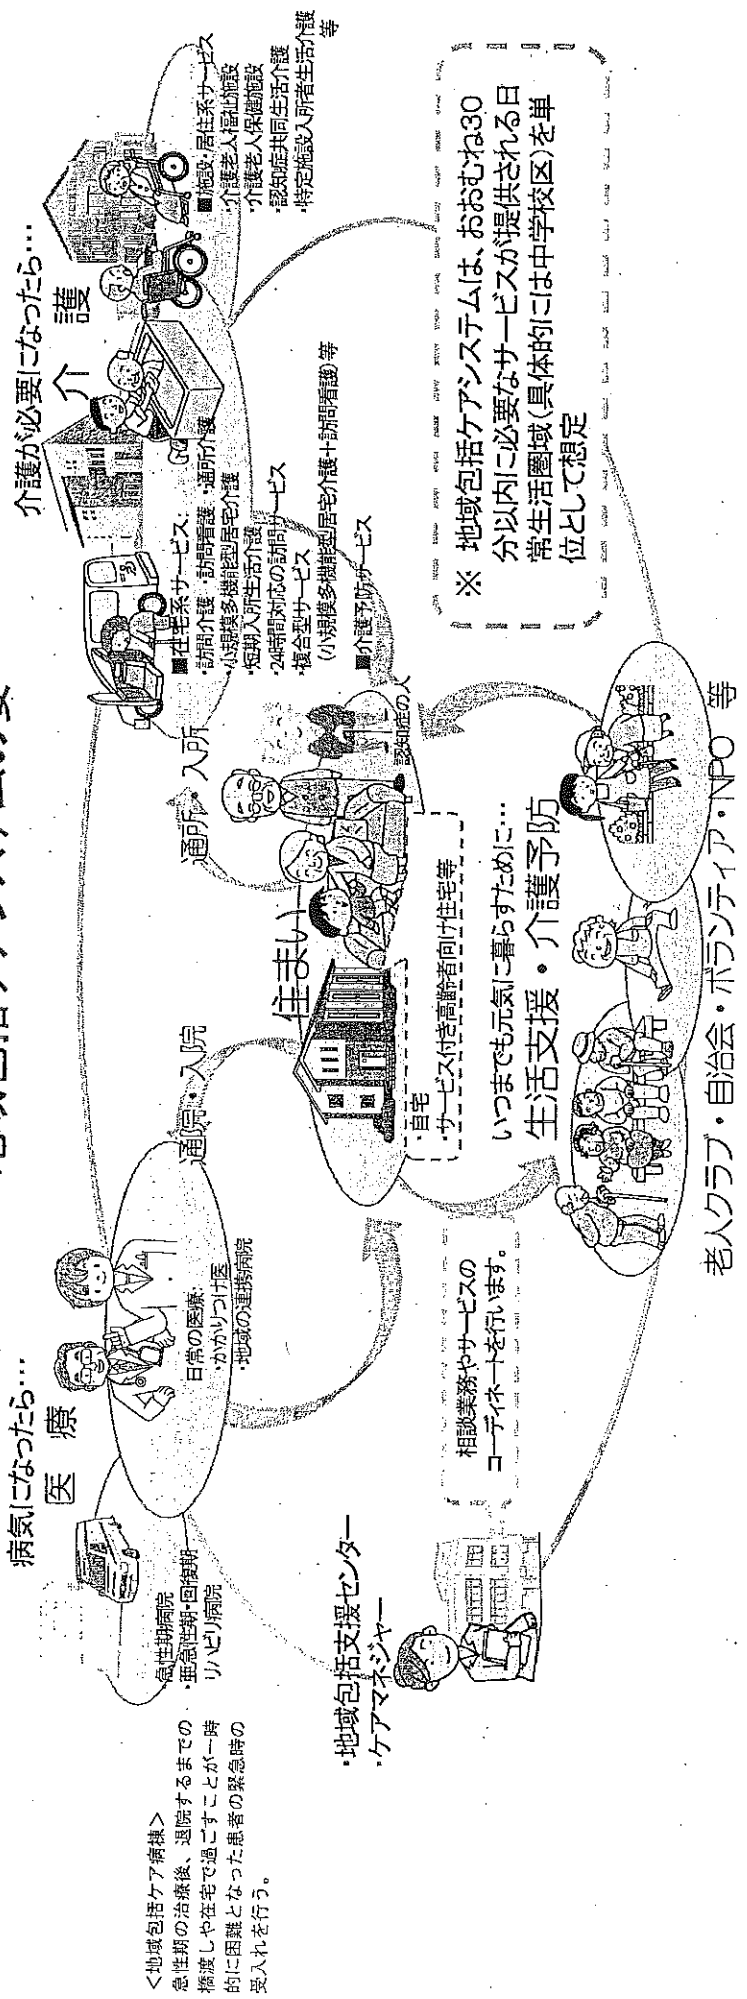 病気になったら…
医 療
・急性期病院
・亜急性期・回復期
リハビリ病院
日常の医療:
・かかりつけ医
・地域の連携病院
<地域包括ケア病棟>
急性期の治療後、退院するまでの
橋渡しや在宅で過ごすことが一時
的に困難となった患者の緊急時の
受入れを行う。
通院・入院
通所・入所
介護が必要になったら…
介 護
■在宅系サービス:
・訪問介護 ・訪問看護 ・通所介護
・小規模多機能型居宅介護
・短期入所生活介護
・24時間対応の訪問サービス
・複合型サービス
(小規模多機能型居宅介護+訪問看護)等
■介護予防サービス
■施設・居住系サービス
・介護老人福祉施設
・介護老人保健施設
・認知症共同生活介護
・特定施設入所者生活介護
等
住まい
認知症の人
・自宅
・サービス付き高齢者向け住宅等
・地域包括支援センター
・ケアマネジャー
相談業務やサービスの
コーディネートを行います。
いつまでも元気に暮らすために…
生活支援・介護予防
老人クラブ・自治会・ボランティア・NPO 等
※ 地域包括ケアシステムは、おおむね30
分以内に必要なサービスが提供される日
常生活圏域(具体的には中学校区)を単
位として想定